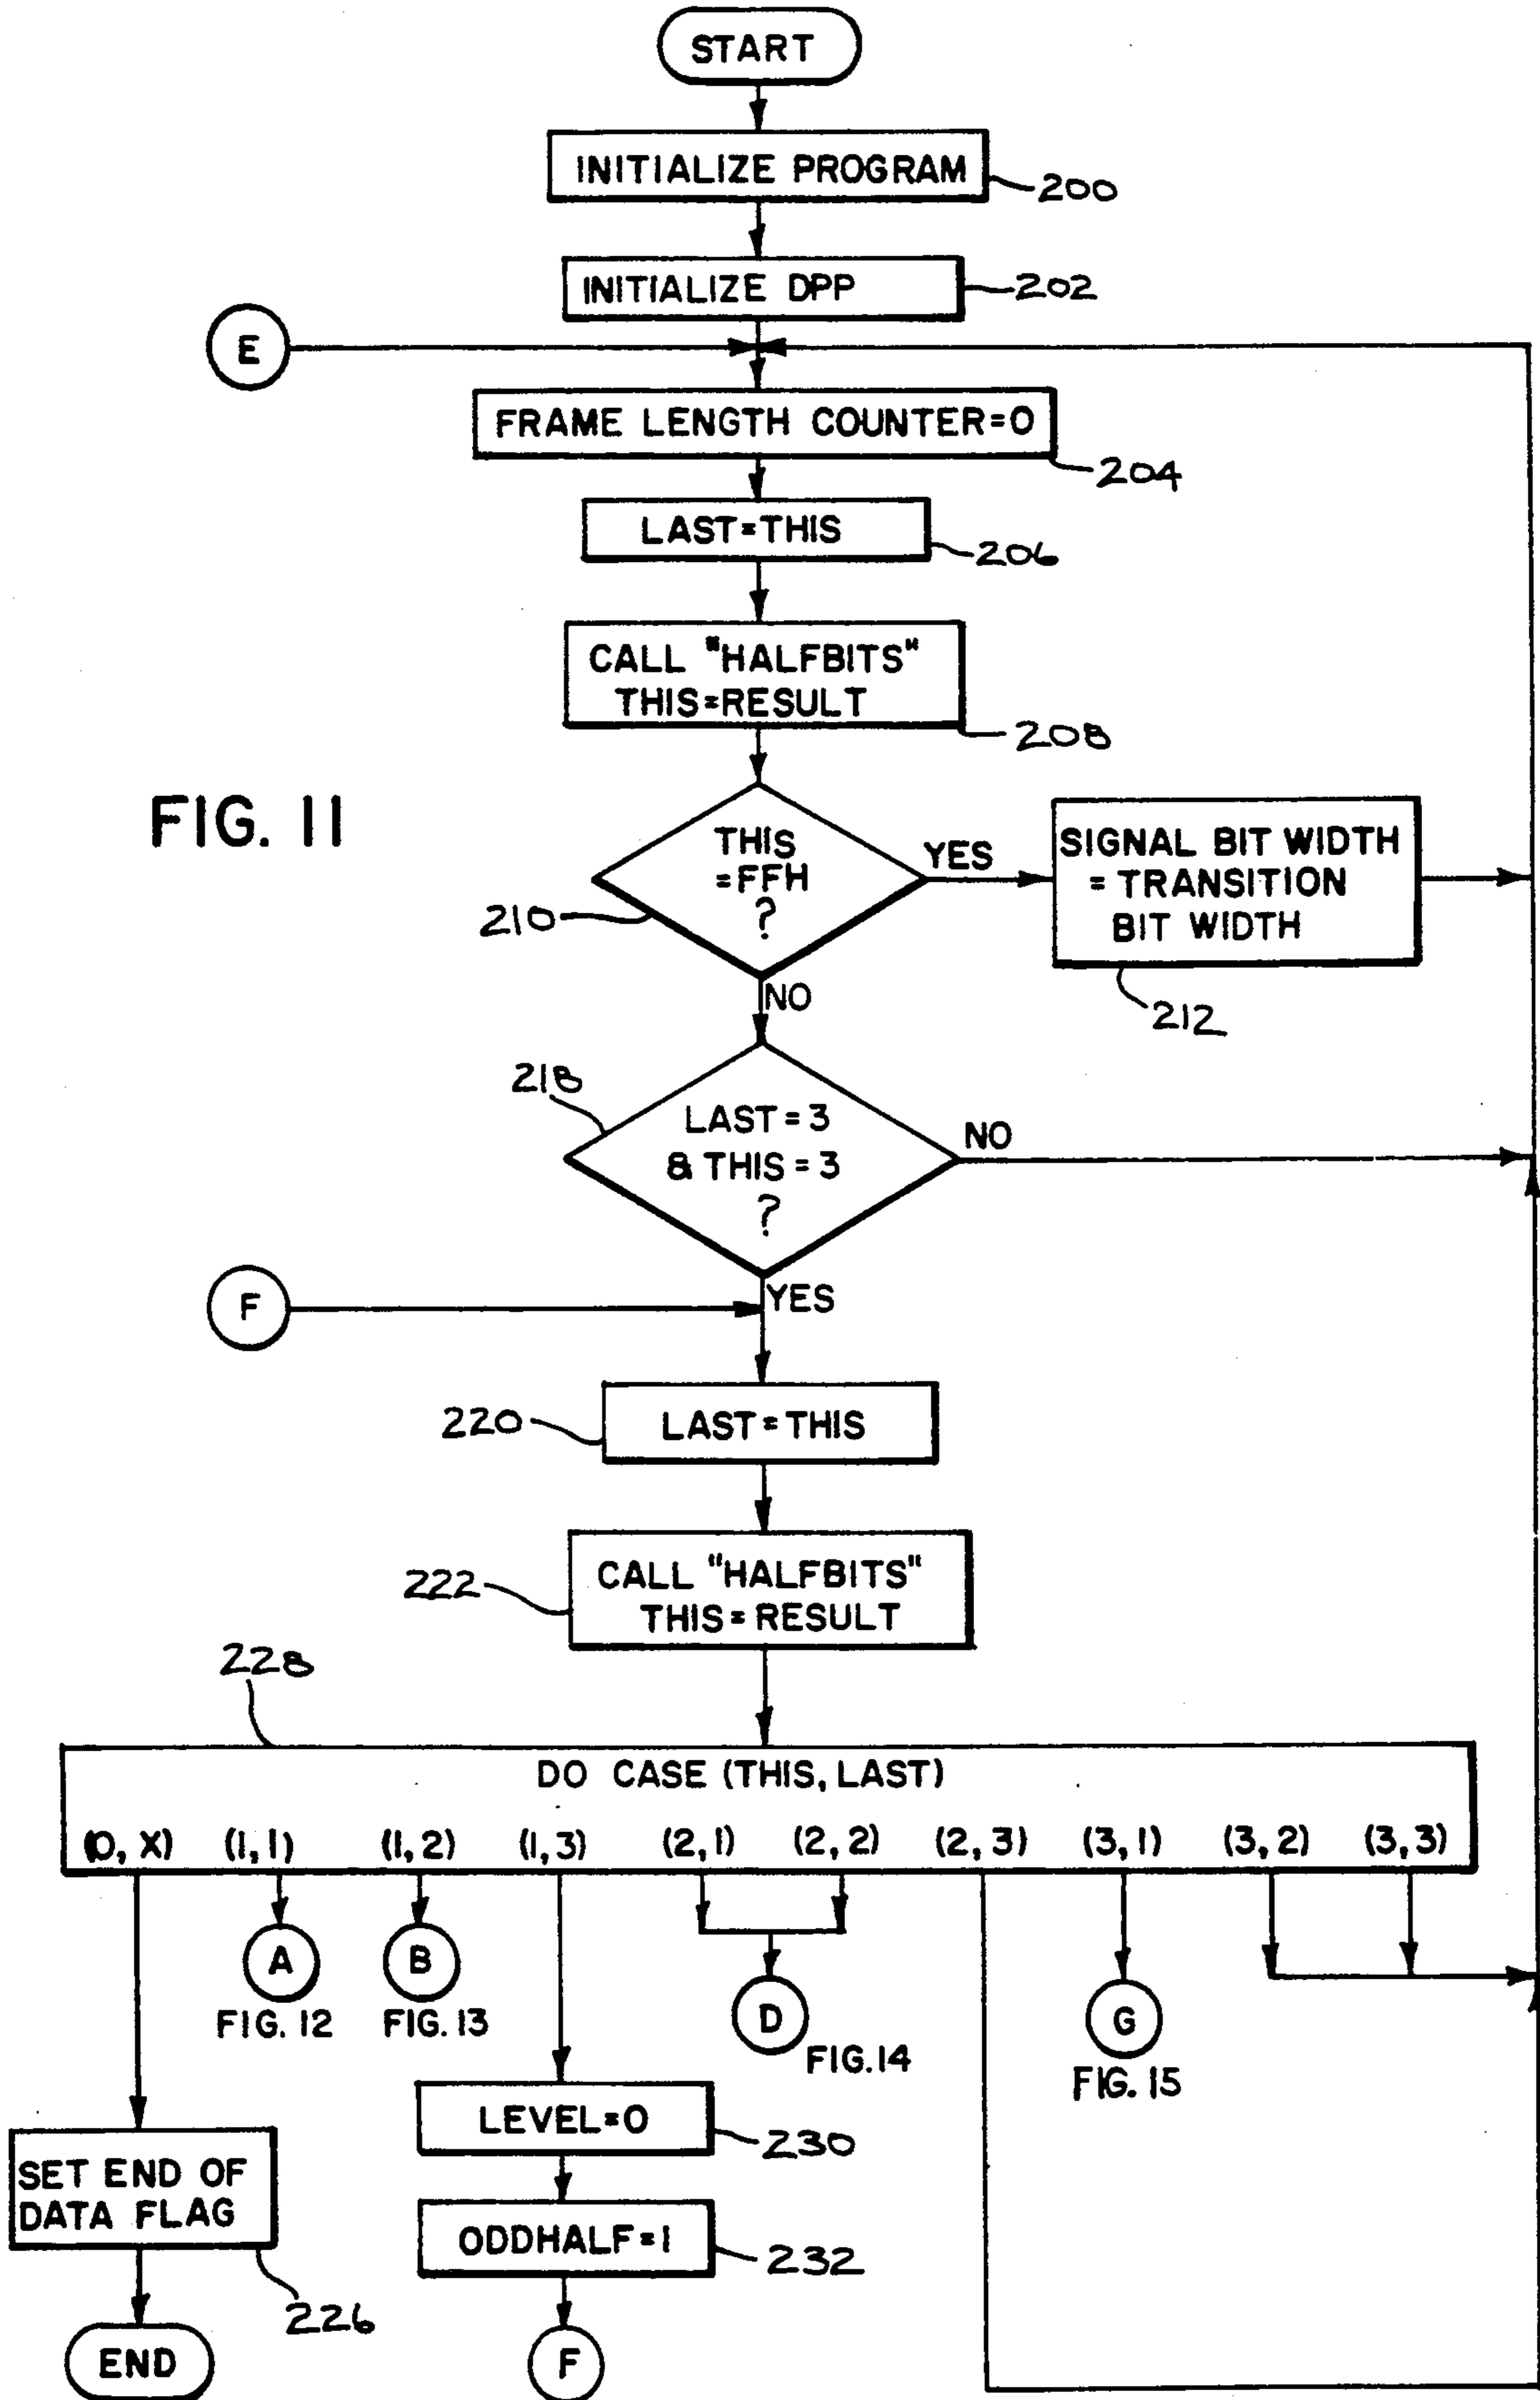 START
INITIALIZE PROGRAM
200
INITIALIZE DPP
202
E
FRAME LENGTH COUNTER=0
204
LAST=THIS
206
CALL "HALFBITS"
THIS=RESULT
208
FIG. 11
THIS
=FFH
?
210
YES
SIGNAL BIT WIDTH
= TRANSITION
BIT WIDTH
212
NO
218
LAST = 3
& THIS = 3
?
NO
F
YES
220
LAST=THIS
222
CALL "HALFBITS"
THIS=RESULT
228
DO CASE (THIS, LAST)
(0, X) (1, 1) (1, 2) (1, 3) (2, 1) (2, 2) (2, 3) (3, 1) (3, 2) (3, 3)
A
FIG. 12
B
FIG. 13
D
FIG. 14
G
FIG. 15
LEVEL=0
230
SET END OF
DATA FLAG
226
ODDHALF=1
232
END
F